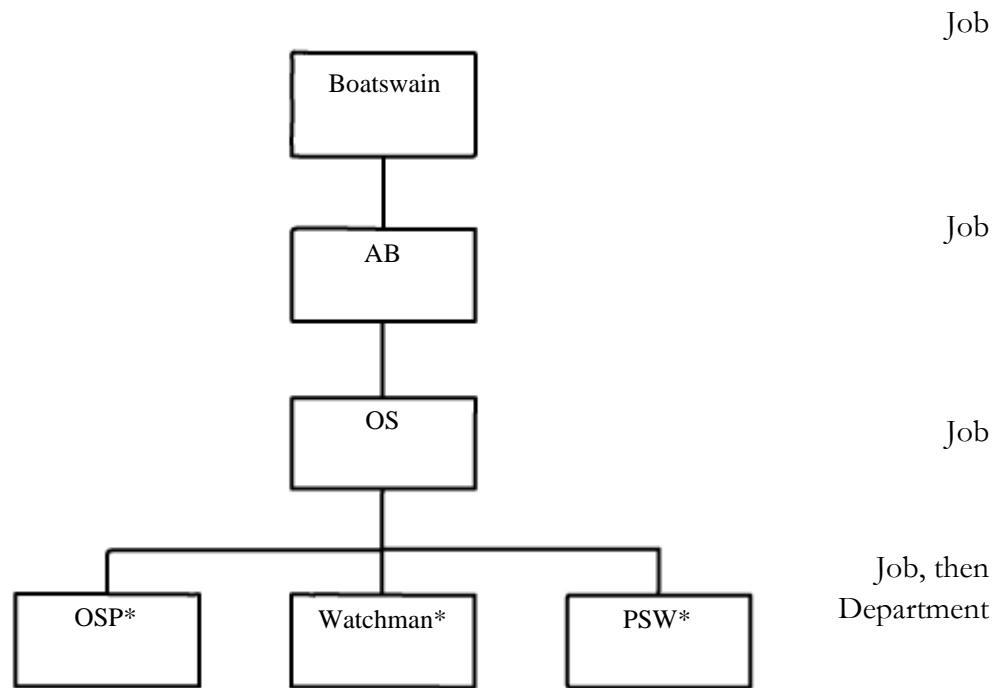 Job
Boatswain
Job
AB
OS
Job
Job, then
Department
OSP*
Watchman*
PSW*